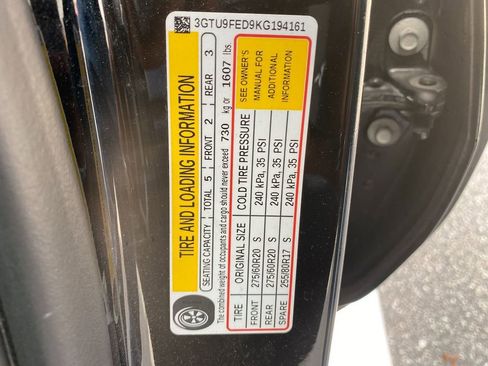 3GTU9FED9KG194161
TIRE AND LOADING INFORMATION
SEATING CAPACITY TOTAL 5 FRONT 2 REAR 3
The combined weight of occupants and cargo should never exceed 730 kg or 1607 lbs.
TIRE ORIGINAL SIZE COLD TIRE PRESSURE
FRONT 275/60R20 S 240 kPa, 35 PSI
REAR 275/60R20 S 240 kPa, 35 PSI
SPARE 255/80R17 S 240 kPa, 35 PSI
SEE OWNER'S
MANUAL FOR
ADDITIONAL
INFORMATION